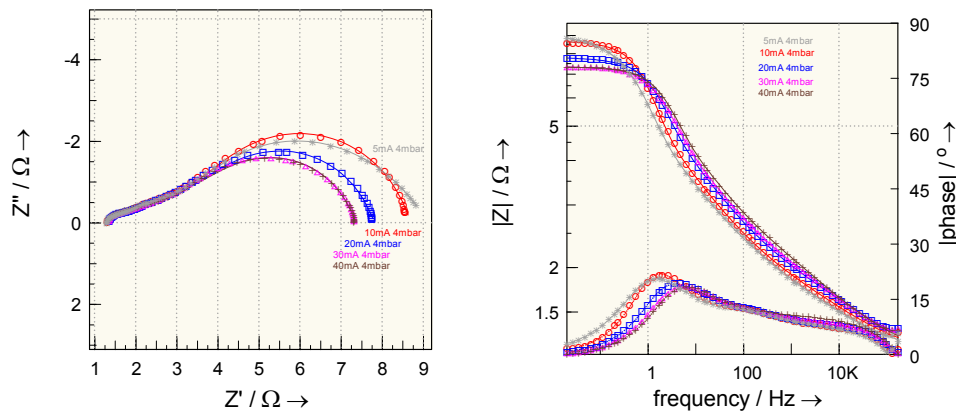 -4
-2
0
2
Z'' / Ω →
1 2 3 4 5 6 7 8 9
Z' / Ω →
5mA 4mbar
10mA 4mbar
20mA 4mbar
30mA 4mbar
40mA 4mbar
5
2
1.5
|Z| / Ω →
1 100 10K
frequency / Hz →
5mA 4mbar
10mA 4mbar
20mA 4mbar
30mA 4mbar
40mA 4mbar
90
75
60
45
30
15
0
|phase| / ° →